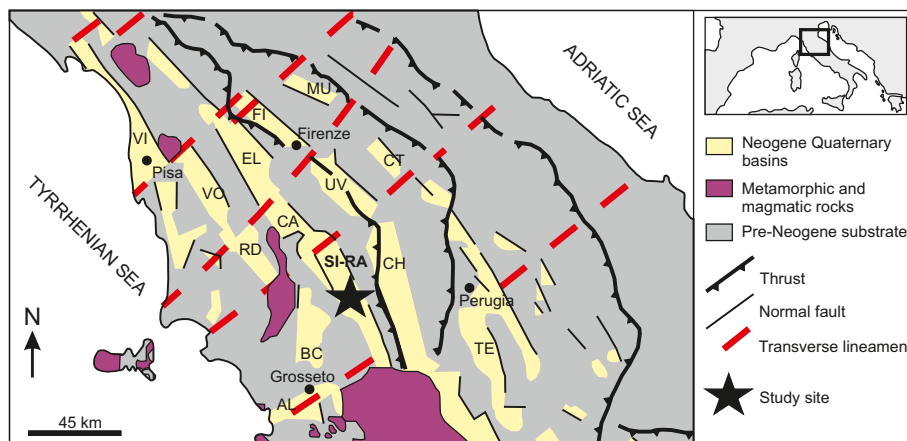 ADRIATIC SEA
MU
FI
Firenze
VI
EL
CT
Pisa
UV
VO
TYRRHENIAN SEA
CA
RD
SI-RA
CH
Perugia
N
BC
TE
Grosseto
AL
45 km
Neogene Quaternary
basins
Metamorphic and
magmatic rocks
Pre-Neogene substrate
Thrust
Normal fault
Transverse lineamen
Study site